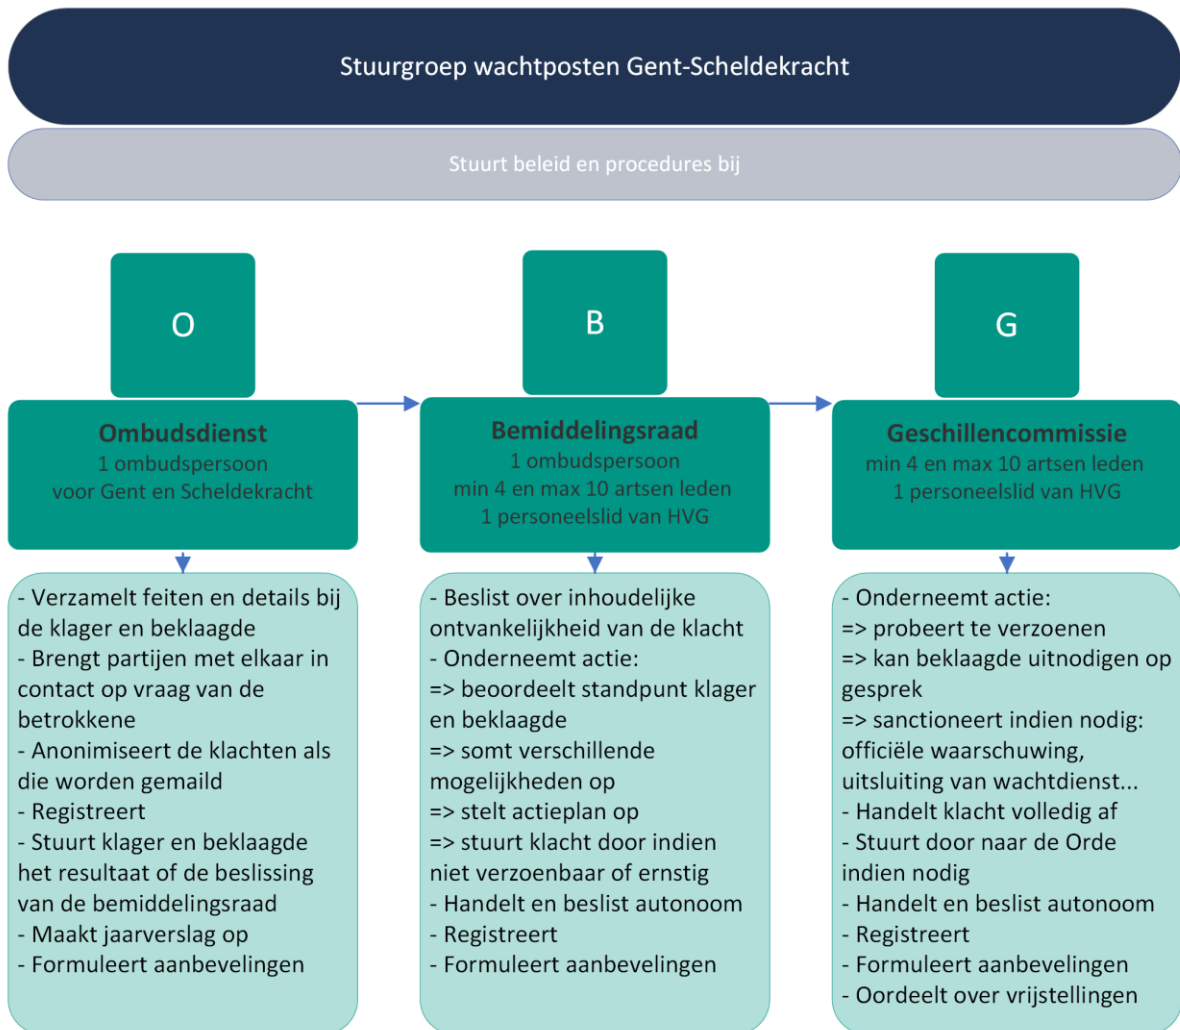 Stuurgroep wachtposten Gent-Scheldekracht
Stuurt beleid en procedures bij
O
Ombudsdienst
1 ombudspersoon
voor Gent en Scheldekracht
- Verzamelt feiten en details bij
de klager en beklaagde
- Brengt partijen met elkaar in
contact op vraag van de
betrokkene
- Anonimiseert de klachten als
die worden gemaild
- Registreert
- Stuurt klager en beklaagde
het resultaat of de beslissing
van de bemiddelingsraad
- Maakt jaarverslag op
- Formuleert aanbevelingen
B
Bemiddelingsraad
1 ombudspersoon
min 4 en max 10 artsen leden
1 personeelslid van HVG
- Beslist over inhoudelijke
ontvankelijkheid van de klacht
- Onderneemt actie:
=> beoordeelt standpunt klager
en beklaagde
=> somt verschillende
mogelijkheden op
=> stelt actieplan op
=> stuurt klacht door indien
niet verzoenbaar of ernstig
- Handelt en beslist autonoom
- Registreert
- Formuleert aanbevelingen
G
Geschillencommissie
min 4 en max 10 artsen leden
1 personeelslid van HVG
- Onderneemt actie:
=> probeert te verzoenen
=> kan beklaagde uitnodigen op
gesprek
=> sanctioneert indien nodig:
officiële waarschuwing,
uitsluiting van wachtdienst...
- Handelt klacht volledig af
- Stuurt door naar de Orde
indien nodig
- Handelt en beslist autonoom
- Registreert
- Formuleert aanbevelingen
- Oordeelt over vrijstellingen